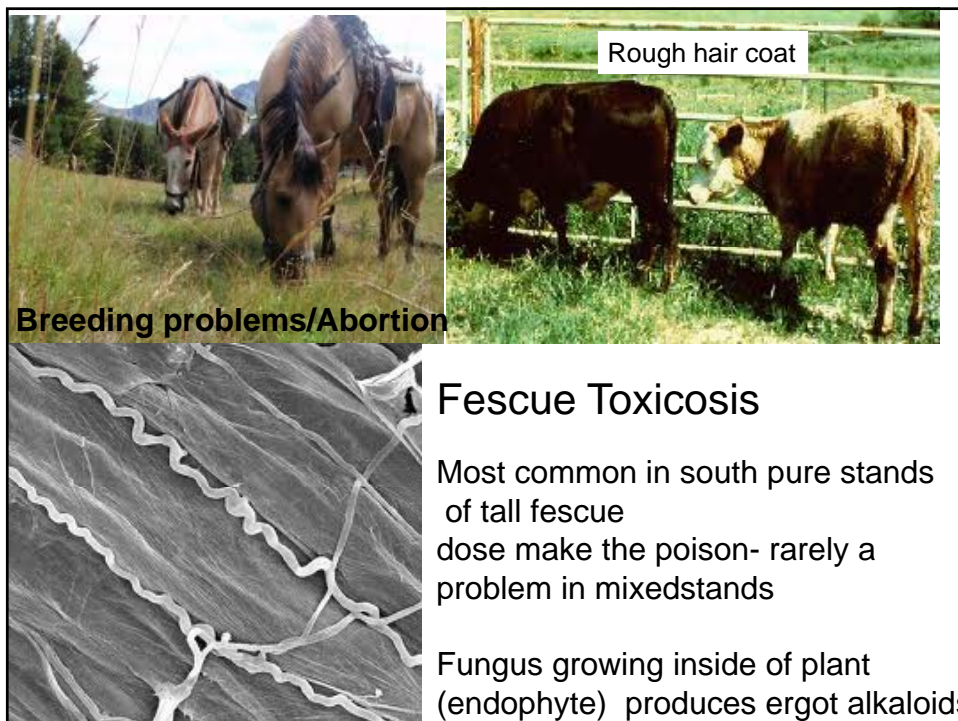 Rough hair coat
Breeding problems/Abortion
Fescue Toxicosis
Most common in south pure stands
of tall fescue
dose make the poison- rarely a
problem in mixedstands
Fungus growing inside of plant
(endophyte) produces ergot alkaloids